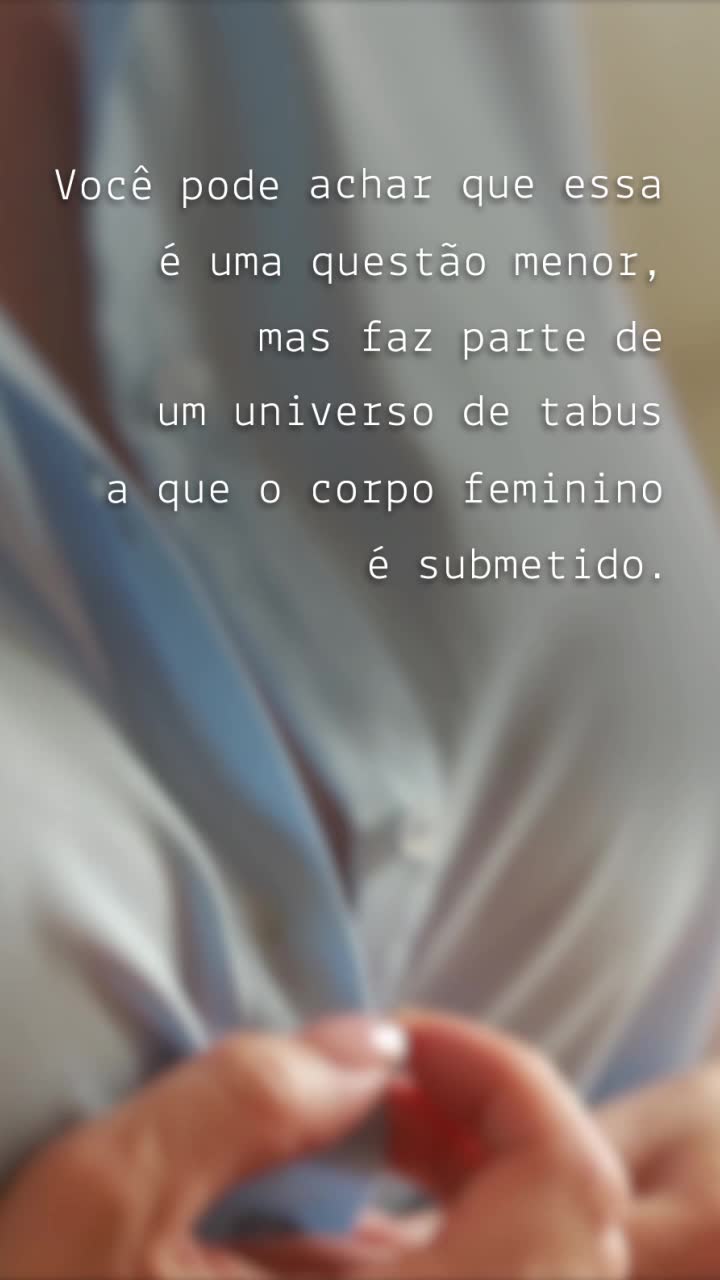 Você pode achar que essa
é uma questão menor,
mas faz parte de
um universo de tabus
a que o corpo feminino
é submetido.